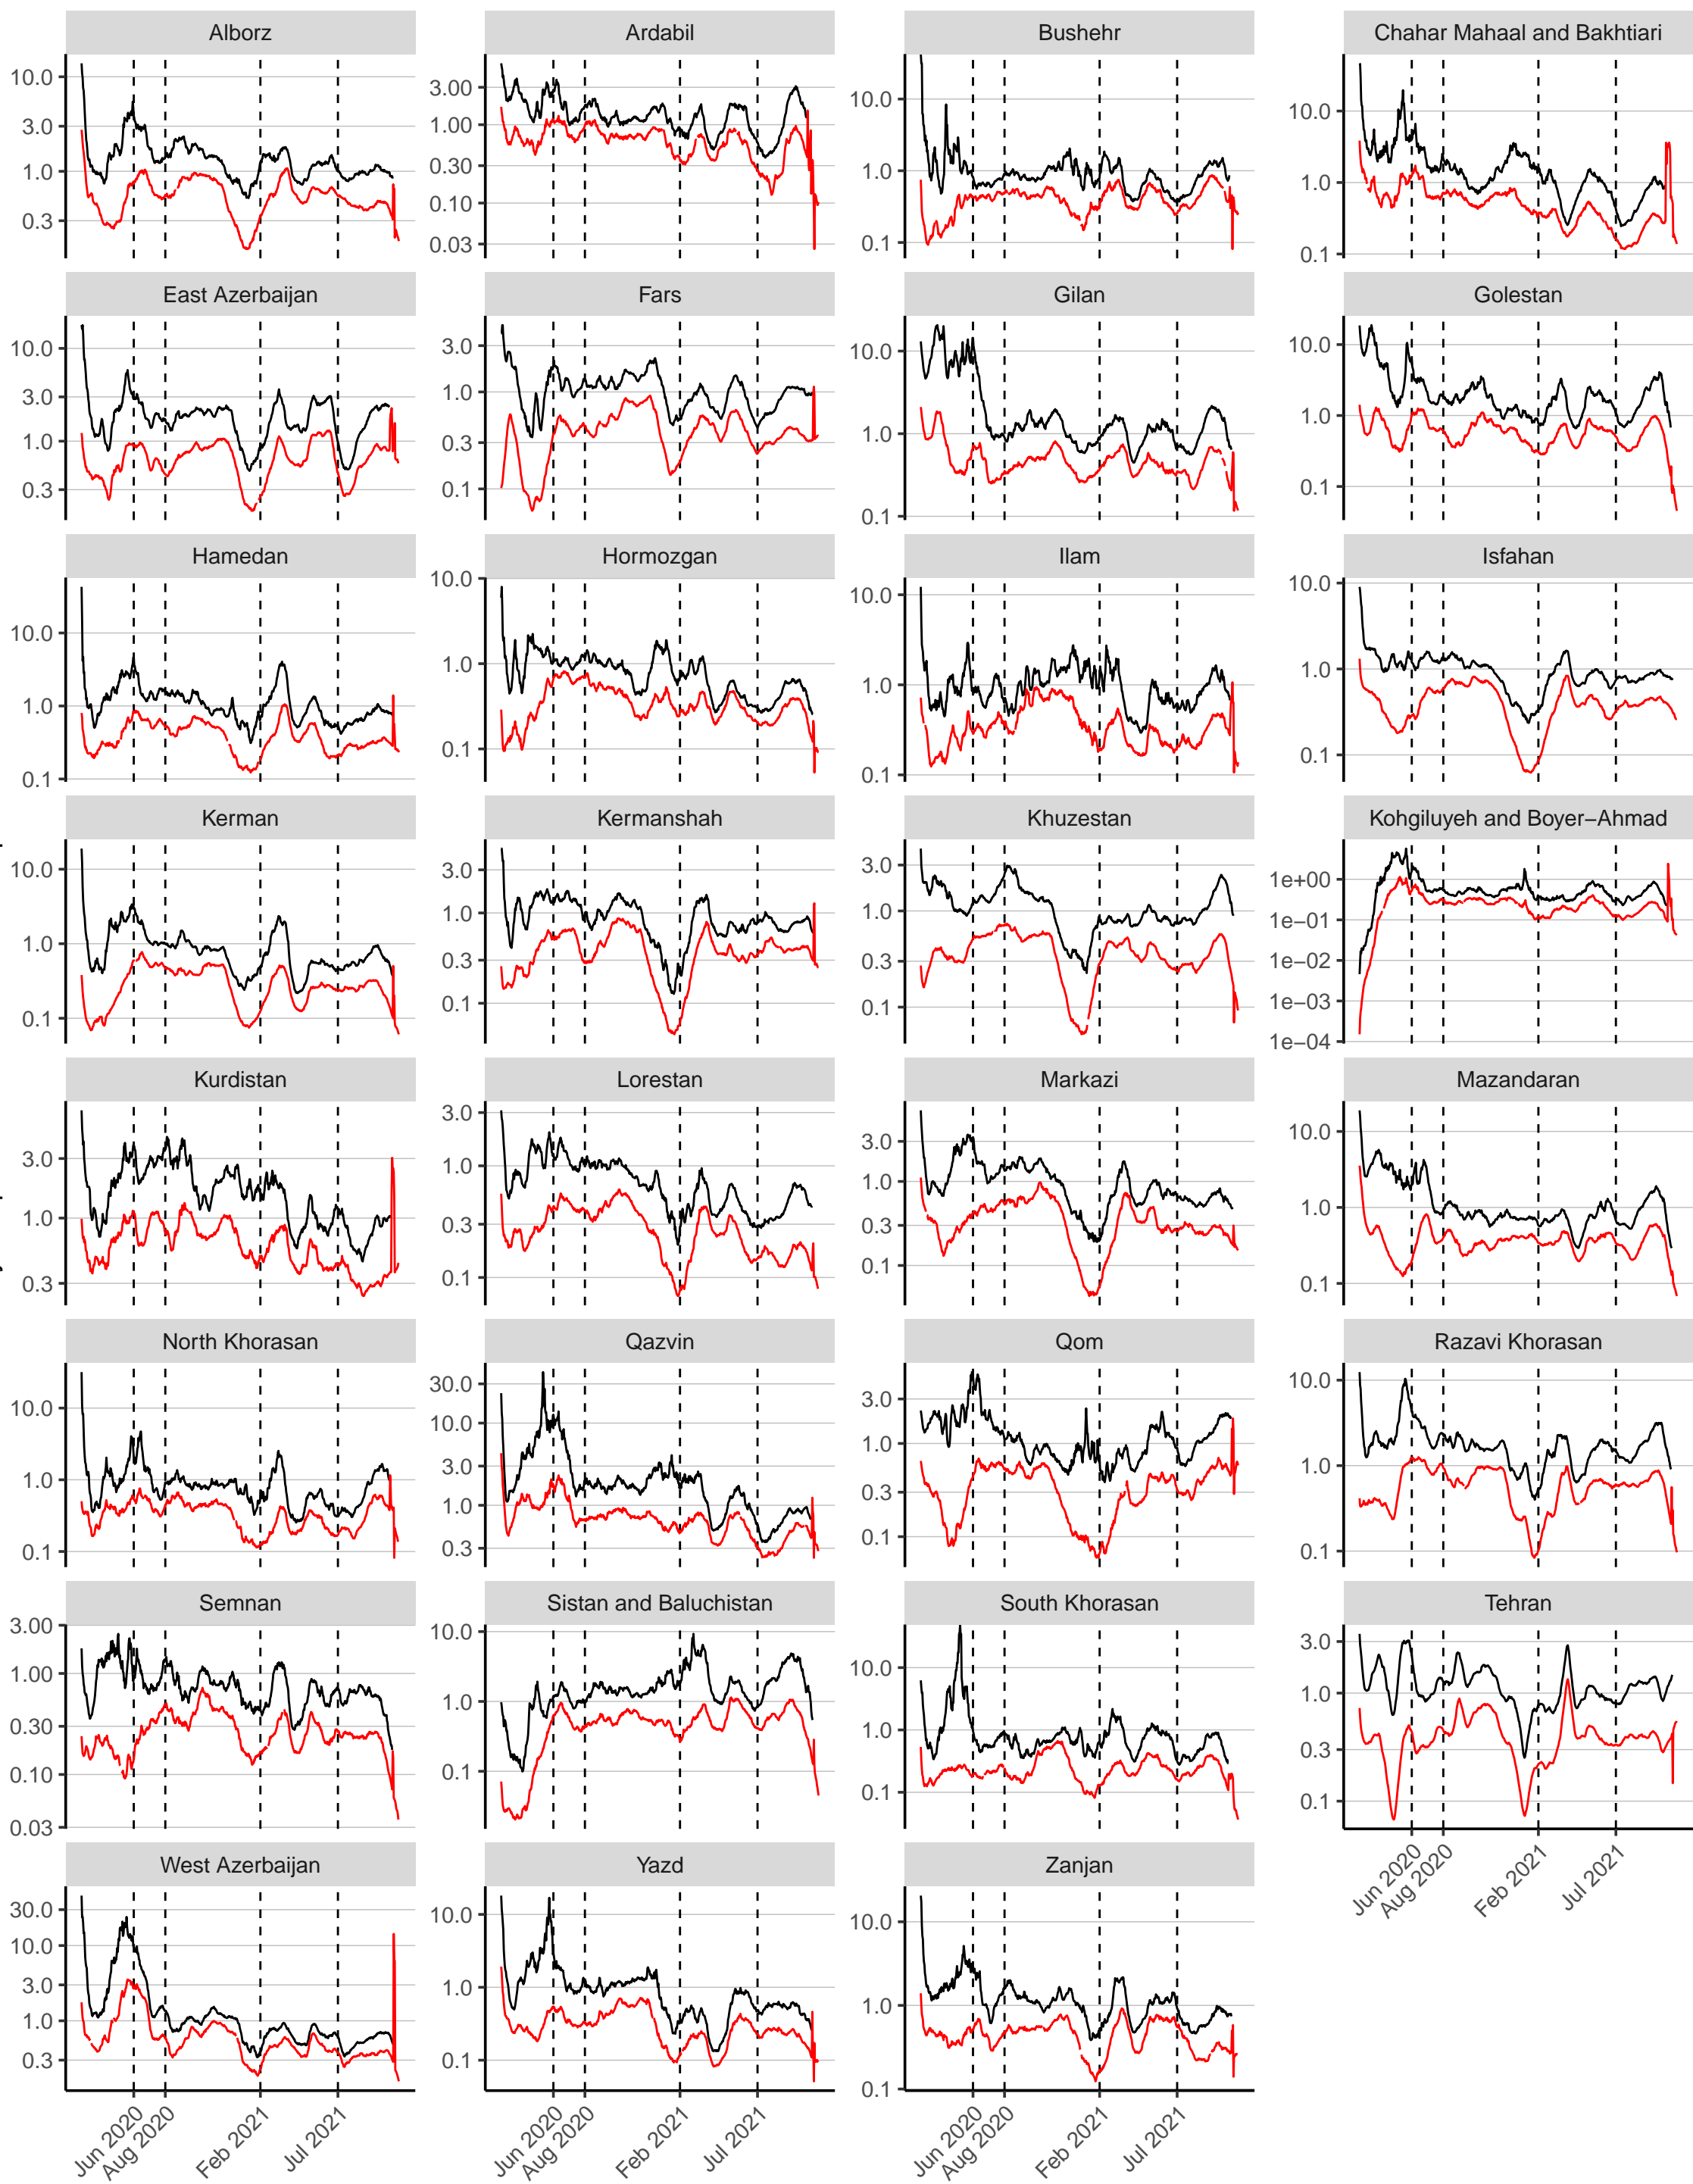 Alborz Ardabil Bushehr Chahar Mahaal and Bakhtiari
10.0 3.0 1.0 0.3
3.00 1.00 0.30 0.10 0.03
10.0 1.0 0.1
10.0 1.0 0.1
East Azerbaijan Fars Gilan Golestan
10.0 3.0 1.0 0.3
3.0 1.0 0.3 0.1
10.0 1.0 0.1
10.0 1.0 0.1
Hamedan Hormozgan Ilam Isfahan
10.0 1.0 0.1
10.0 1.0 0.1
10.0 1.0 0.1
10.0 1.0 0.1
Kerman Kermanshah Khuzestan Kohgiluyeh and Boyer−Ahmad
10.0 1.0 0.1
3.0 1.0 0.3 0.1
3.0 1.0 0.3 0.1
1e+00 1e−01 1e−02 1e−03 1e−04
Kurdistan Lorestan Markazi Mazandaran
3.0 1.0 0.3
3.0 1.0 0.3 0.1
3.0 1.0 0.3 0.1
10.0 1.0 0.1
North Khorasan Qazvin Qom Razavi Khorasan
10.0 1.0 0.1
30.0 10.0 3.0 1.0 0.3
3.0 1.0 0.3 0.1
10.0 1.0 0.1
Semnan Sistan and Baluchistan South Khorasan Tehran
3.00 1.00 0.30 0.10 0.03
10.0 1.0 0.1
10.0 1.0 0.1
3.0 1.0 0.3 0.1
Jun 2020 Aug 2020 Feb 2021 Jul 2021
West Azerbaijan Yazd Zanjan
30.0 10.0 3.0 1.0 0.3
10.0 1.0 0.1
10.0 1.0 0.1
Jun 2020 Aug 2020 Feb 2021 Jul 2021
Jun 2020 Aug 2020 Feb 2021 Jul 2021
Jun 2020 Aug 2020 Feb 2021 Jul 2021